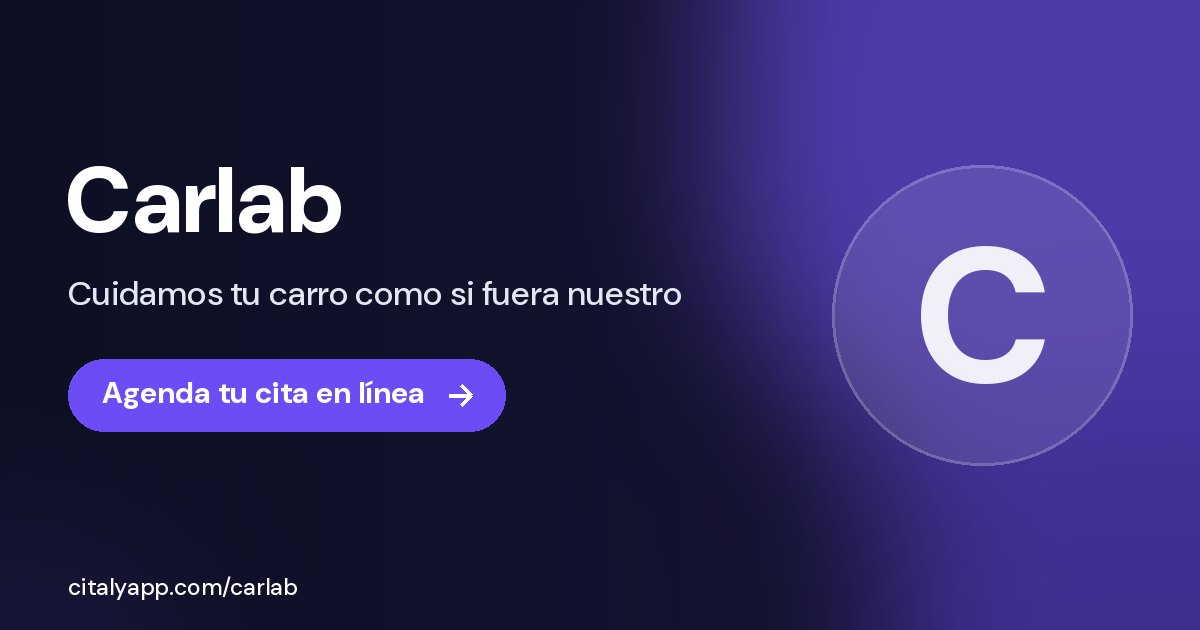 Carlab
Cuidamos tu carro como si fuera nuestro
Agenda tu cita en línea →
C
citalyapp.com/carlab